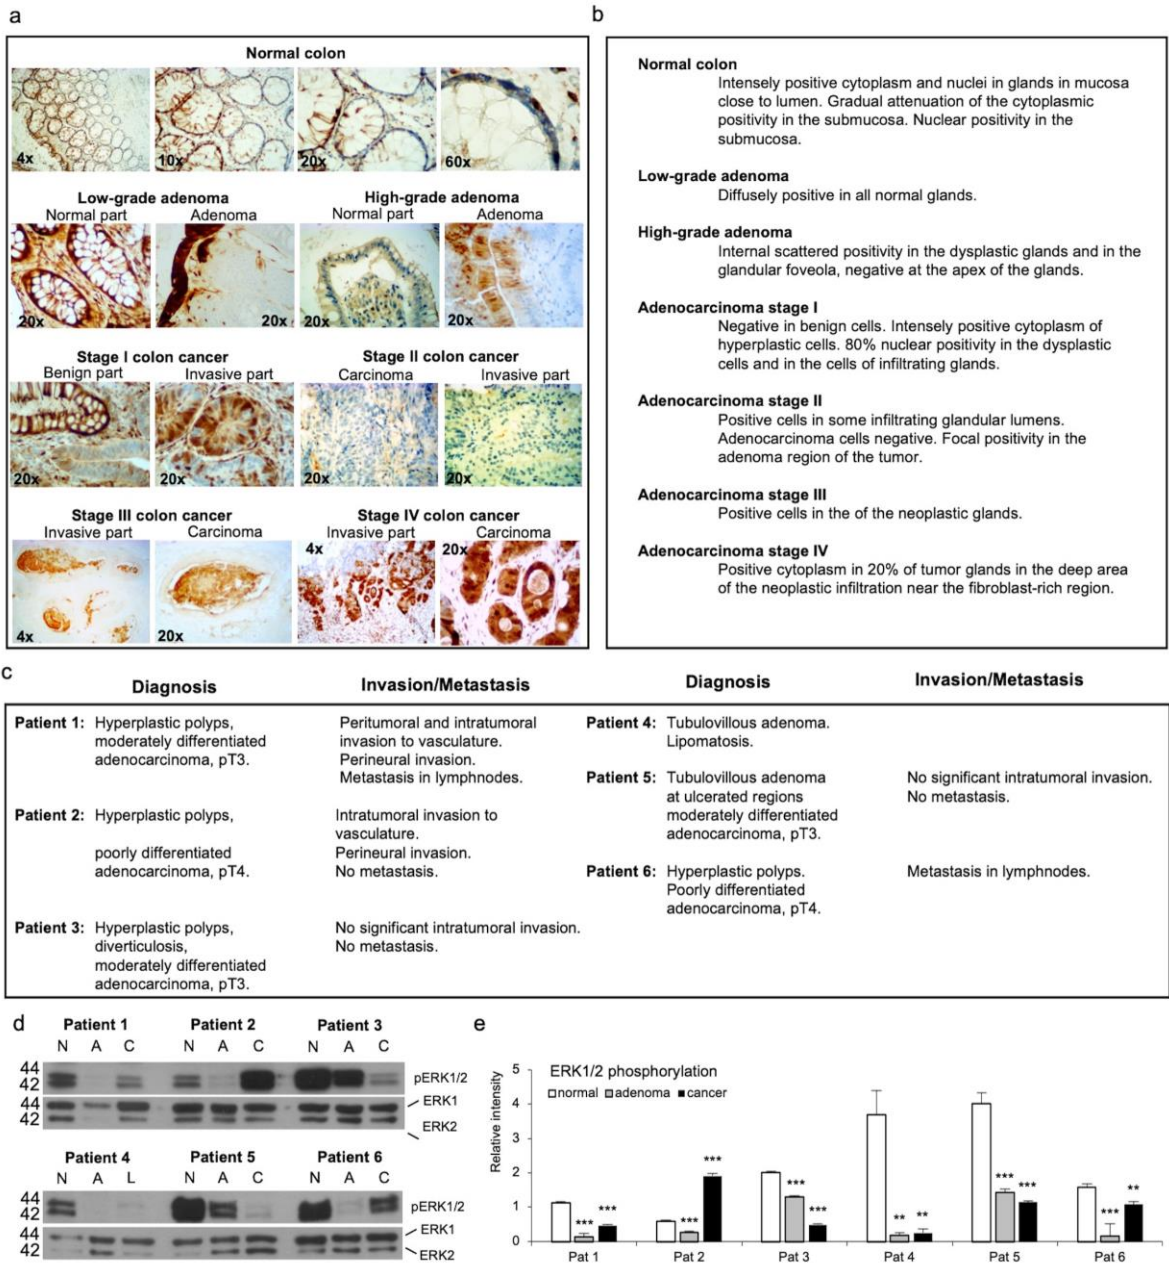 a
Normal colon
4x
10x
20x
60x
Low-grade adenoma
High-grade adenoma
Normal part
Adenoma
Normal part
Adenoma
20x
20x
20x
20x
Stage I colon cancer
Stage II colon cancer
Benign part
Invasive part
Carcinoma
Invasive part
20x
20x
20x
20x
Stage III colon cancer
Stage IV colon cancer
Invasive part
Carcinoma
Invasive part
Carcinoma
4x
20x
4x
20x
b
Normal colon
Intensely positive cytoplasm and nuclei in glands in mucosa
close to lumen. Gradual attenuation of the cytoplasmic
positivity in the submucosa. Nuclear positivity in the
submucosa.
Low-grade adenoma
Diffusely positive in all normal glands.
High-grade adenoma
Internal scattered positivity in the dysplastic glands and in the
glandular foveola, negative at the apex of the glands.
Adenocarcinoma stage I
Negative in benign cells. Intensely positive cytoplasm of
hyperplastic cells. 80% nuclear positivity in the dysplastic
cells and in the cells of infiltrating glands.
Adenocarcinoma stage II
Positive cells in some infiltrating glandular lumens.
Adenocarcinoma cells negative. Focal positivity in the
adenoma region of the tumor.
Adenocarcinoma stage III
Positive cells in the of the neoplastic glands.
Adenocarcinoma stage IV
Positive cytoplasm in 20% of tumor glands in the deep area
of the neoplastic infiltration near the fibroblast-rich region.
c
Diagnosis
Invasion/Metastasis
Patient 1: Hyperplastic polyps,
moderately differentiated
adenocarcinoma, pT3.
Peritumoral and intratumoral
invasion to vasculature.
Perineural invasion.
Metastasis in lymphnodes.
Patient 2: Hyperplastic polyps,
poorly differentiated
adenocarcinoma, pT4.
Intratumoral invasion to
vasculature.
Perineural invasion.
No metastasis.
Patient 3: Hyperplastic polyps,
diverticulosis,
moderately differentiated
adenocarcinoma, pT3.
No significant intratumoral invasion.
No metastasis.
Diagnosis
Invasion/Metastasis
Patient 4: Tubulovillous adenoma.
Lipomatosis.
Patient 5: Tubulovillous adenoma
at ulcerated regions
moderately differentiated
adenocarcinoma, pT3.
No significant intratumoral invasion.
No metastasis.
Patient 6: Hyperplastic polyps.
Poorly differentiated
adenocarcinoma, pT4.
Metastasis in lymphnodes.
d
Patient 1 Patient 2 Patient 3
N A C N A C N A C
44
42
pERK1/2
44
42
ERK1
ERK2
Patient 4 Patient 5 Patient 6
N A L N A C N A C
44
42
pERK1/2
44
42
ERK1
ERK2
e
ERK1/2 phosphorylation
normal adenoma cancer
Relative intensity
5
4
3
2
1
0
*** ***
*** ***
*** ***
** **
*** ***
*** **
Pat 1 Pat 2 Pat 3 Pat 4 Pat 5 Pat 6